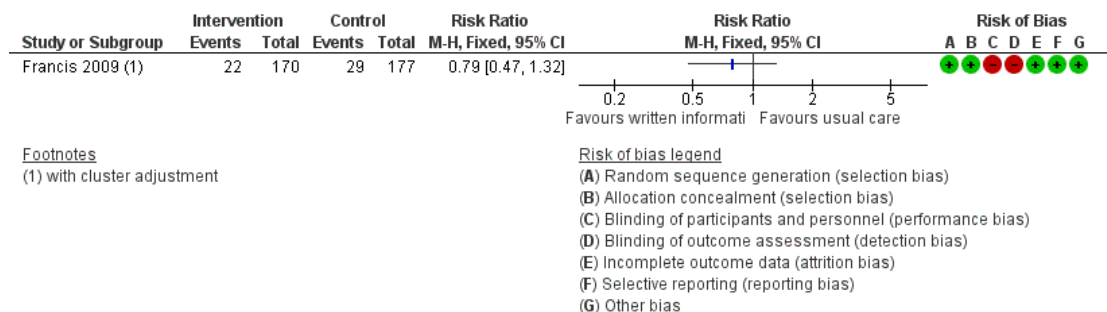 Intervention Control Risk Ratio Risk Ratio Risk of Bias
Study or Subgroup Events Total Events Total M-H, Fixed, 95% CI M-H, Fixed, 95% CI A B C D E F G
Francis 2009 (1) 22 170 29 177 0.79 [0.47, 1.32] + + - - + + +
0.2 0.5 1 2 5
Favours written informati Favours usual care
Footnotes
(1) with cluster adjustment
Risk of bias legend
(A) Random sequence generation (selection bias)
(B) Allocation concealment (selection bias)
(C) Blinding of participants and personnel (performance bias)
(D) Blinding of outcome assessment (detection bias)
(E) Incomplete outcome data (attrition bias)
(F) Selective reporting (reporting bias)
(G) Other bias